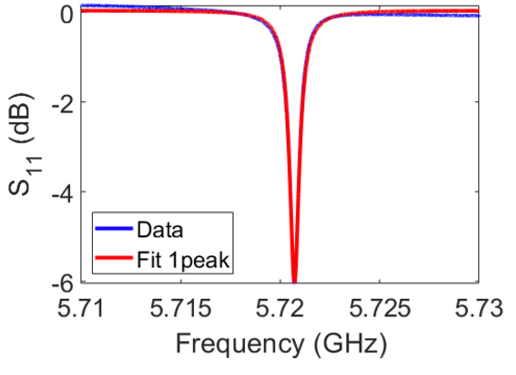 0
-2
-4
-6
S11 (dB)
Data
Fit 1peak
5.71 5.715 5.72 5.725 5.73
Frequency (GHz)